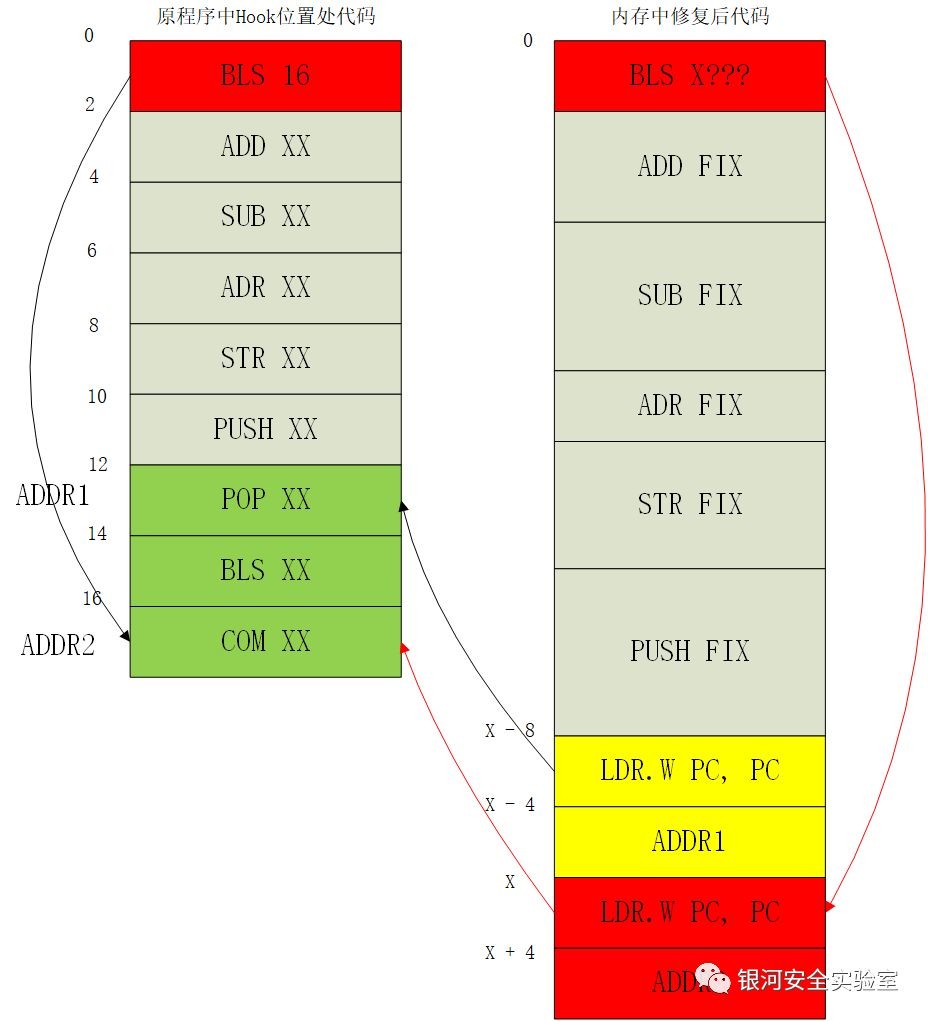 原程序中Hook位置处代码
0
BLS 16
2
ADD XX
4
SUB XX
6
ADR XX
8
STR XX
10
PUSH XX
12
ADDR1
POP XX
14
BLS XX
16
ADDR2
COM XX
内存中修复后代码
0
BLS X???
ADD FIX
SUB FIX
ADR FIX
STR FIX
PUSH FIX
X - 8
LDR.W PC, PC
X - 4
ADDR1
X
LDR.W PC, PC
X + 4
银河安全实验室